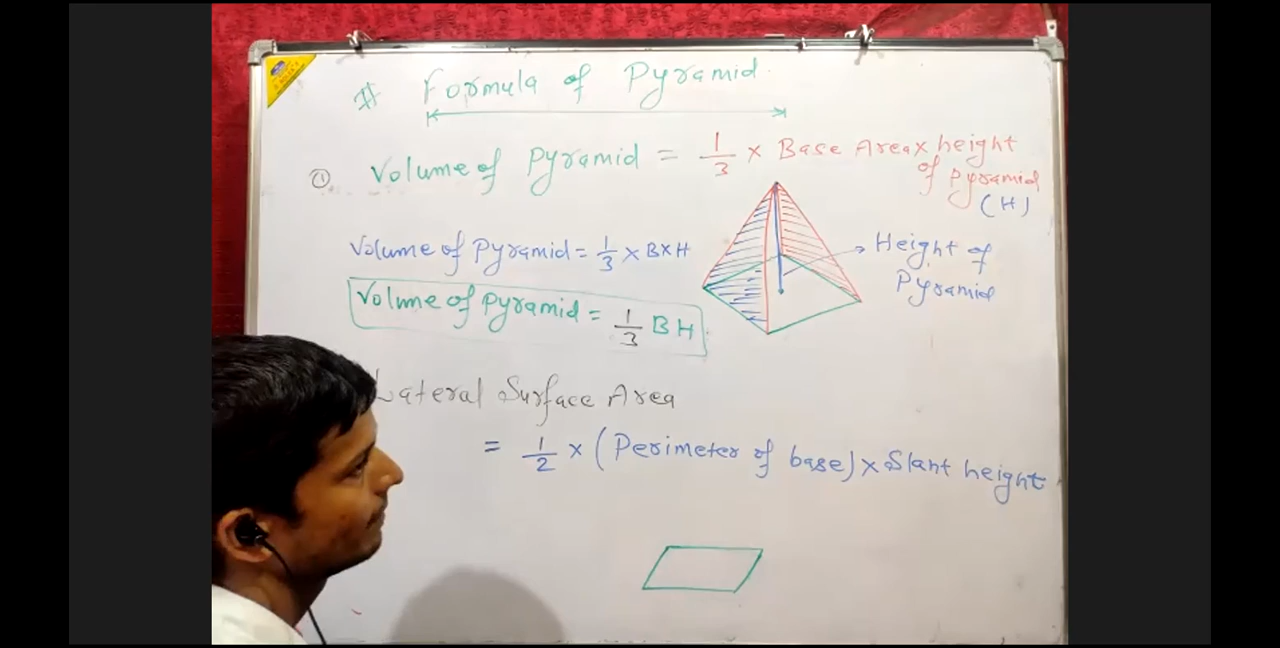 # Formula of Pyramid
① Volume of Pyramid = 1/3 × Base Area × height of Pyramid (H)
Volume of Pyramid = 1/3 × B × H
Height of Pyramid
Volume of Pyramid = 1/3 BH
Lateral Surface Area
= 1/2 × (Perimeter of base) × Slant height